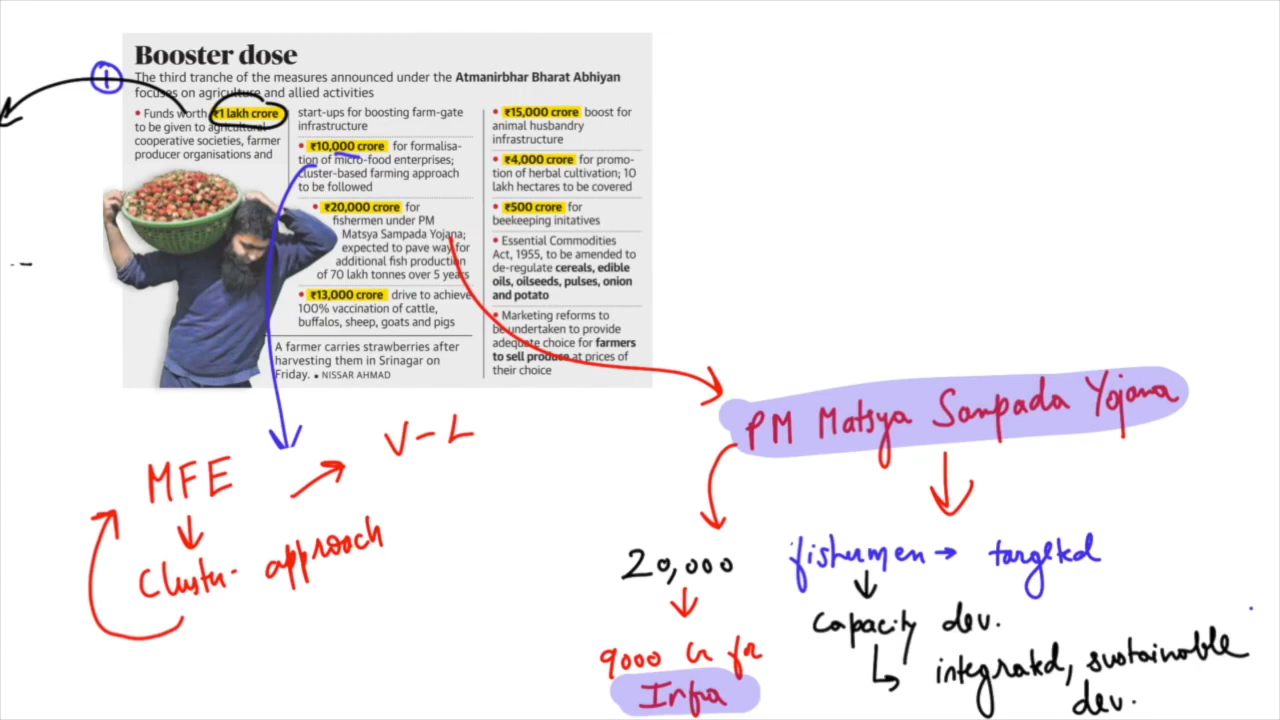 Booster dose
The third tranche of the measures announced under the Atmanirbhar Bharat Abhiyan
focuses on agriculture and allied activities
• Funds worth ₹1 lakh crore
to be given to agricultural
cooperative societies, farmer
producer organisations and
start-ups for boosting farm-gate
infrastructure
• ₹10,000 crore for formalisa-
tion of micro-food enterprises;
cluster-based farming approach
to be followed
• ₹20,000 crore for
fishermen under PM
Matsya Sampada Yojana;
expected to pave way for
additional fish production
of 70 lakh tonnes over 5 years
• ₹13,000 crore drive to achieve
100% vaccination of cattle,
buffalos, sheep, goats and pigs
A farmer carries strawberries after
harvesting them in Srinagar on
Friday. • NISSAR AHMAD
• ₹15,000 crore boost for
animal husbandry
infrastructure
• ₹4,000 crore for promo-
tion of herbal cultivation; 10
lakh hectares to be covered
• ₹500 crore for
beekeeping initatives
• Essential Commodities
Act, 1955, to be amended to
de-regulate cereals, edible
oils, oilseeds, pulses, onion
and potato
• Marketing reforms to
be undertaken to provide
adequate choice for farmers
to sell produce at prices of
their choice
1
MFE
V-L
Cluster approach
PM Matsya Sampada Yojana
20,000
9000 Cr for
Infra
fishermen → targeted
capacity dev.
integrated, sustainable
dev.